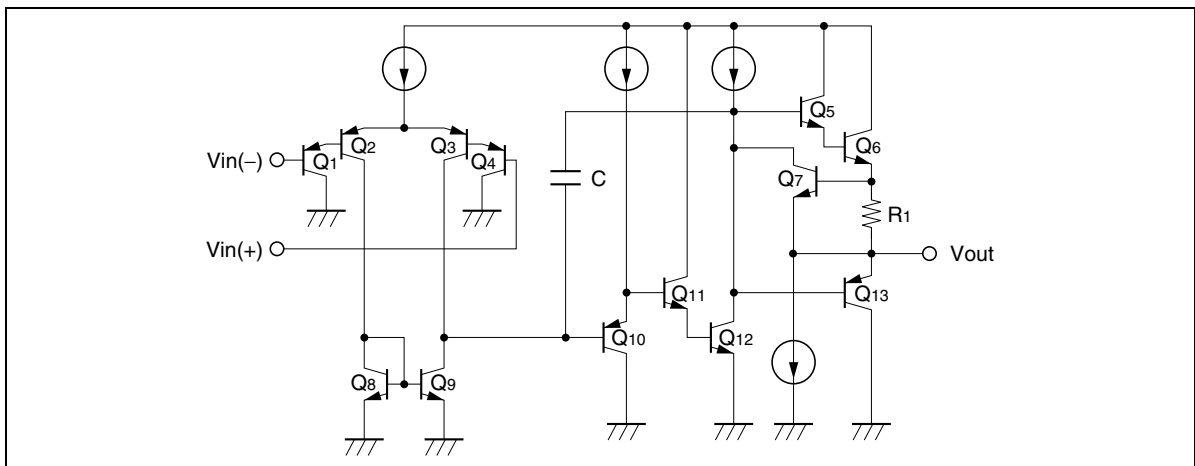 Q5
Q6
Vin(–)
Q1
Q2
Q3
Q4
C
Q7
R1
Vin(+)
Vout
Q11
Q13
Q10
Q12
Q8
Q9